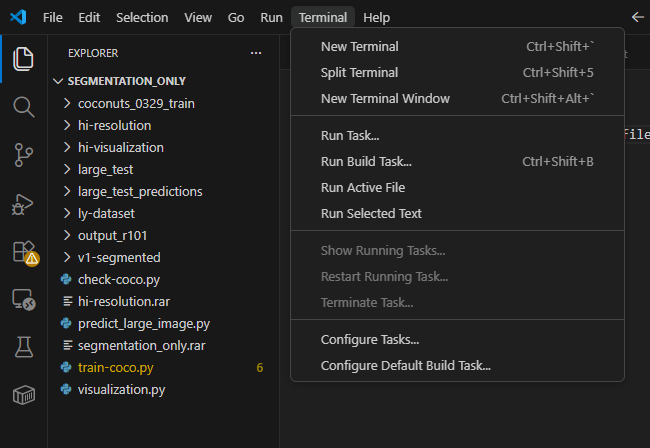 File Edit Selection View Go Run Terminal Help
EXPLORER
SEGMENTATION_ONLY
coconuts_0329_train
hi-resolution
hi-visualization
large_test
large_test_predictions
ly-dataset
output_r101
v1-segmented
check-coco.py
hi-resolution.rar
predict_large_image.py
segmentation_only.rar
train-coco.py 6
visualization.py
New Terminal Ctrl+Shift+`
Split Terminal Ctrl+Shift+5
New Terminal Window Ctrl+Shift+Alt+`
Run Task...
Run Build Task... Ctrl+Shift+B
Run Active File
Run Selected Text
Show Running Tasks...
Restart Running Task...
Terminate Task...
Configure Tasks...
Configure Default Build Task...
file